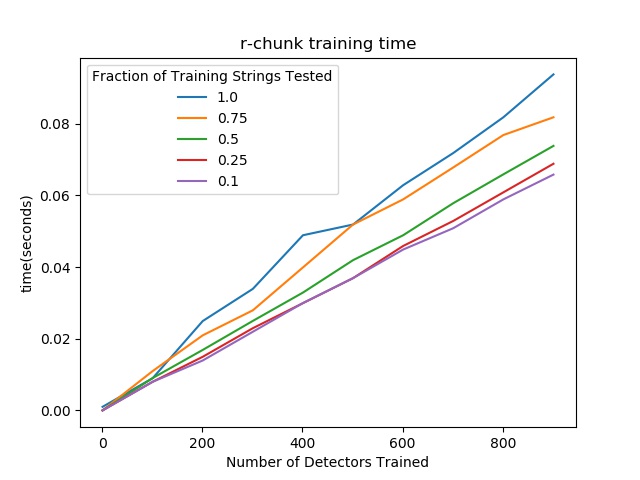 r-chunk training time
Fraction of Training Strings Tested
1.0
0.75
0.5
0.25
0.1
time(seconds)
0.08
0.06
0.04
0.02
0.00
0 200 400 600 800
Number of Detectors Trained